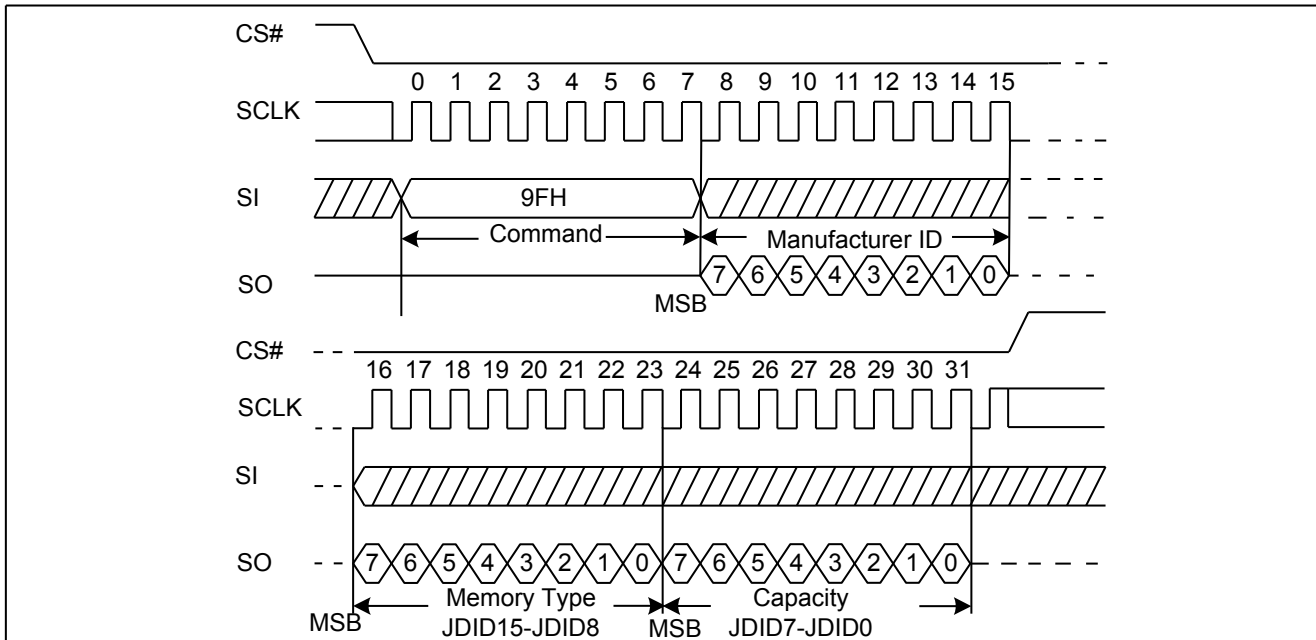 CS#
0 1 2 3 4 5 6 7 8 9 10 11 12 13 14 15
SCLK
SI
9FH
Command
Manufacturer ID
SO
7 6 5 4 3 2 1 0
MSB
CS#
16 17 18 19 20 21 22 23 24 25 26 27 28 29 30 31
SCLK
SI
SO
7 6 5 4 3 2 1 0 7 6 5 4 3 2 1 0
Memory Type Capacity
MSB JDID15-JDID8 MSB JDID7-JDID0